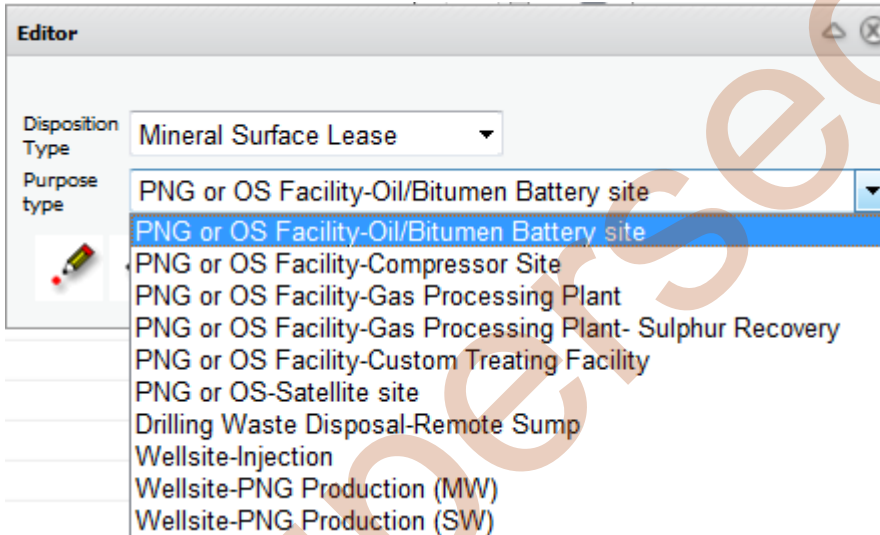 Editor
Disposition
Type
Mineral Surface Lease
Purpose
type
PNG or OS Facility-Oil/Bitumen Battery site
PNG or OS Facility-Oil/Bitumen Battery site
PNG or OS Facility-Compressor Site
PNG or OS Facility-Gas Processing Plant
PNG or OS Facility-Gas Processing Plant- Sulphur Recovery
PNG or OS Facility-Custom Treating Facility
PNG or OS-Satellite site
Drilling Waste Disposal-Remote Sump
Wellsite-Injection
Wellsite-PNG Production (MW)
Wellsite-PNG Production (SW)